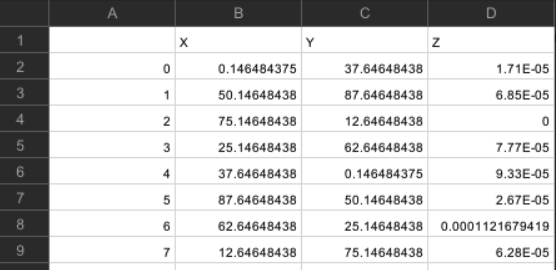 A B C D
1 X Y Z
2 0 0.146484375 37.64648438 1.71E-05
3 1 50.14648438 87.64648438 6.85E-05
4 2 75.14648438 12.64648438 0
5 3 25.14648438 62.64648438 7.77E-05
6 4 37.64648438 0.146484375 9.33E-05
7 5 87.64648438 50.14648438 2.67E-05
8 6 62.64648438 25.14648438 0.0001121679419
9 7 12.64648438 75.14648438 6.28E-05